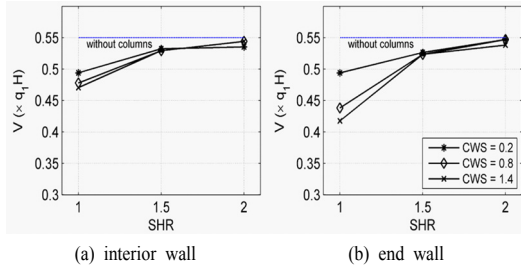 0.55
0.5
0.45
0.4
0.35
0.3
without columns
V (× q₁H)
1 1.5 2
SHR
(a) interior wall
0.55
0.5
0.45
0.4
0.35
0.3
without columns
V (× q₁H)
CWS = 0.2
CWS = 0.8
CWS = 1.4
1 1.5 2
SHR
(b) end wall